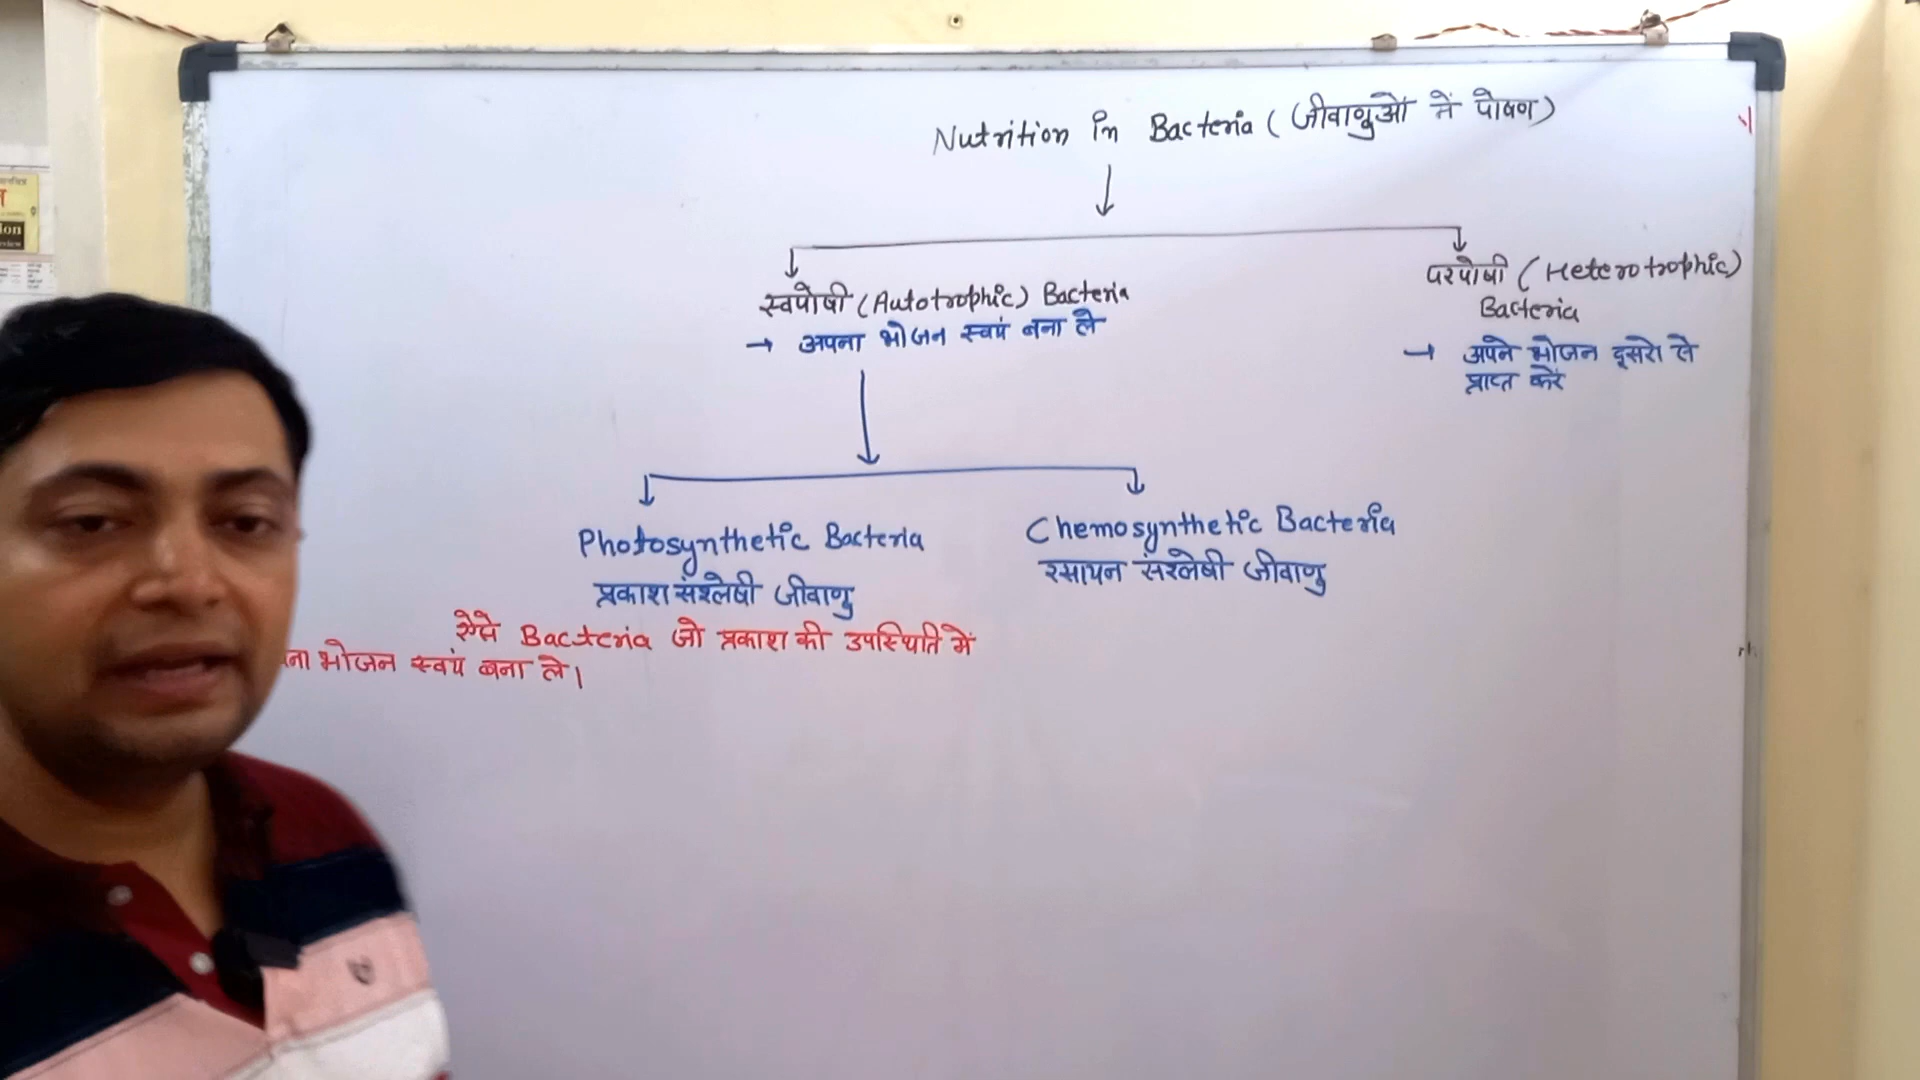 Nutrition in Bacteria (जीवाणुओं में पोषण)
स्वपोषी (Autotrophic) Bacteria
→ अपना भोजन स्वयं बना ले
परपोषी (Heterotrophic)
Bacteria
→ अपने भोजन दूसरो से
प्राप्त करें
Photosynthetic Bacteria
प्रकाश संश्लेषी जीवाणु
Chemosynthetic Bacteria
रसायन संश्लेषी जीवाणु
ऐसे Bacteria जो प्रकाश की उपस्थिति में
ना भोजन स्वयं बना ले।